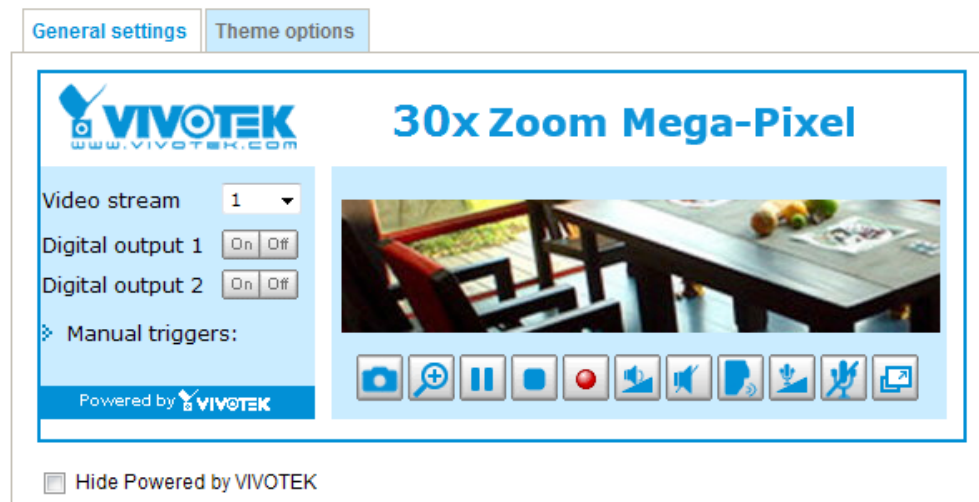 General settings
Theme options
VIVOTEK
www.vivotek.com
30x Zoom Mega-Pixel
Video stream 1
Digital output 1 On Off
Digital output 2 On Off
Manual triggers:
Powered by VIVOTEK
Hide Powered by VIVOTEK